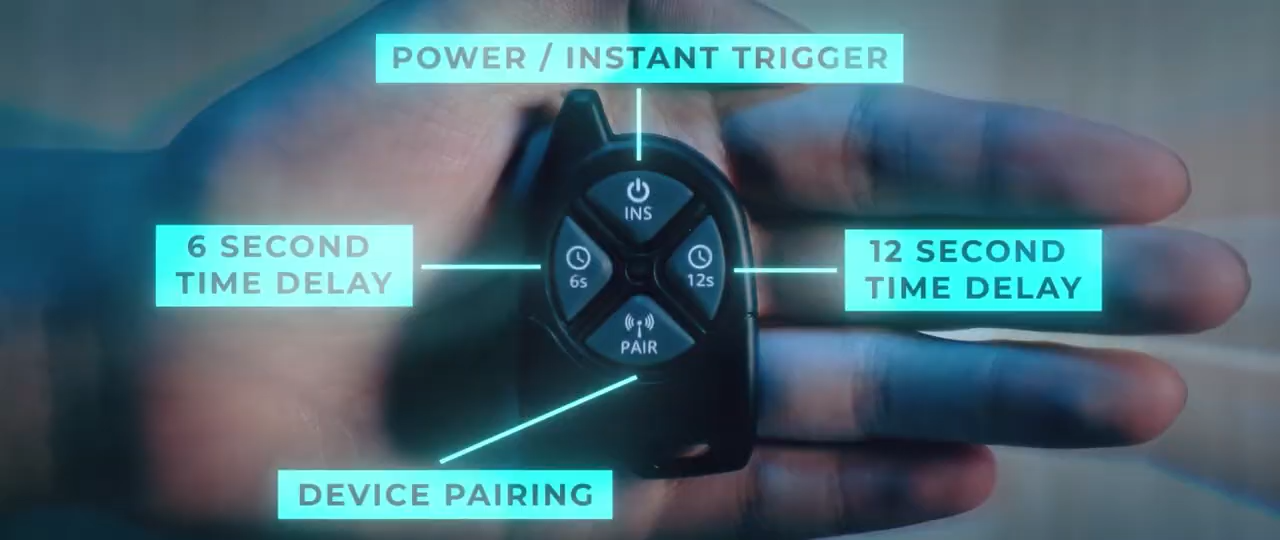 POWER / INSTANT TRIGGER
INS
6 SECOND
TIME DELAY
6s
12s
12 SECOND
TIME DELAY
PAIR
DEVICE PAIRING